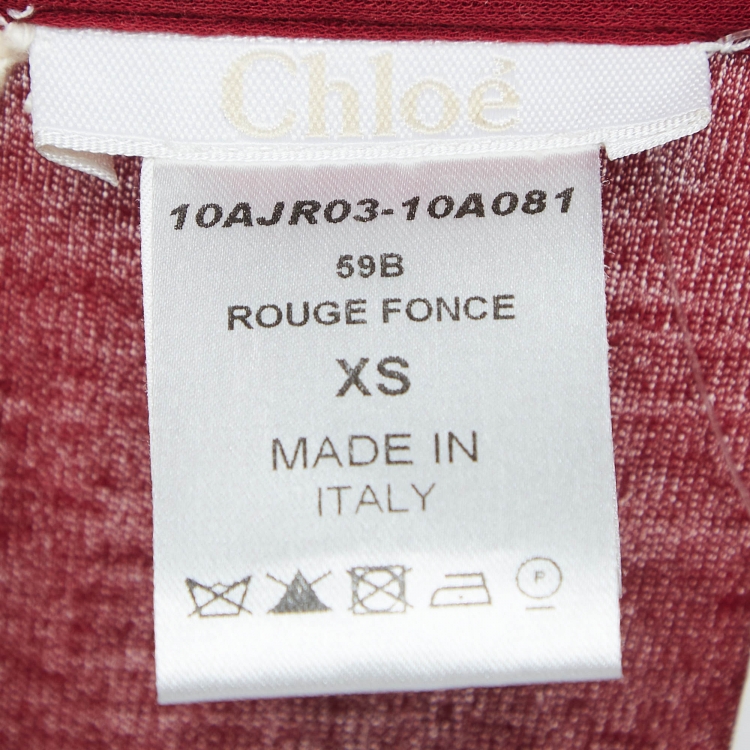 Chloé
10AJR03-10A081
59B
ROUGE FONCE
XS
MADE IN
ITALY
P